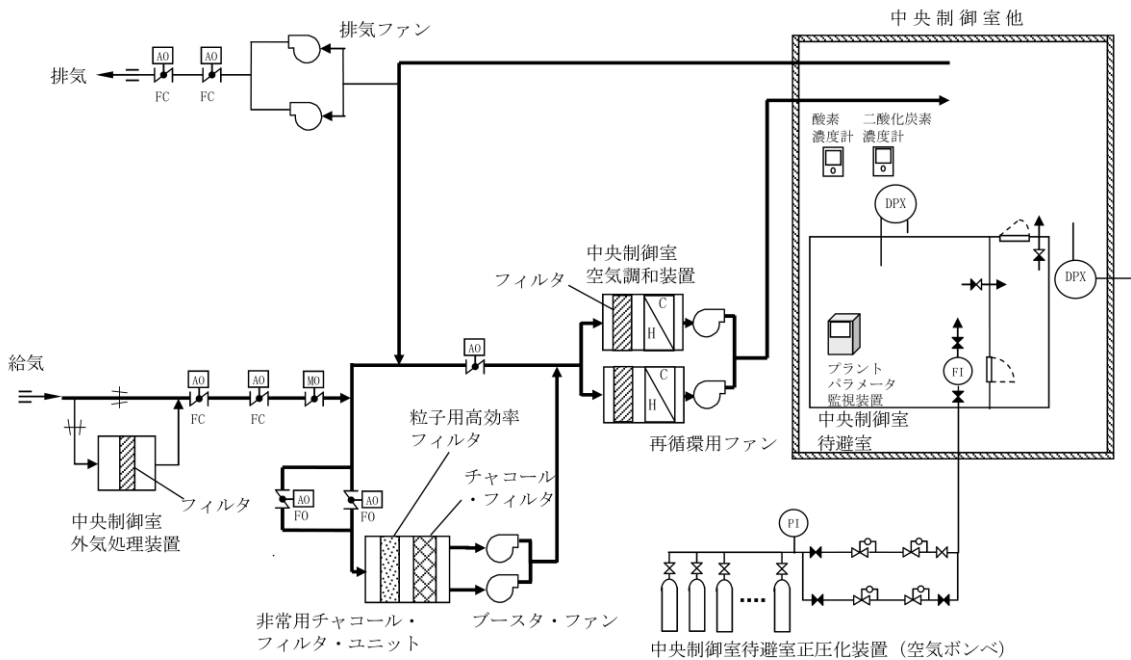 中央制御室他
排気ファン
排気
AO
AO
FC
FC
酸素
濃度計
二酸化炭素
濃度計
DPX
DPX
中央制御室
空気調和装置
フィルタ
C
H
C
H
再循環用ファン
AO
プラント
パラメータ
監視装置
FI
中央制御室
待避室
給気
AO
AO
MO
FC
FC
フィルタ
中央制御室
外気処理装置
粒子用高効率
フィルタ
チャコール
・フィルタ
AO
FO
AO
FO
非常用チャコール・
フィルタ・ユニット
ブースタ・ファン
PI
中央制御室待避室正圧化装置（空気ボンベ）